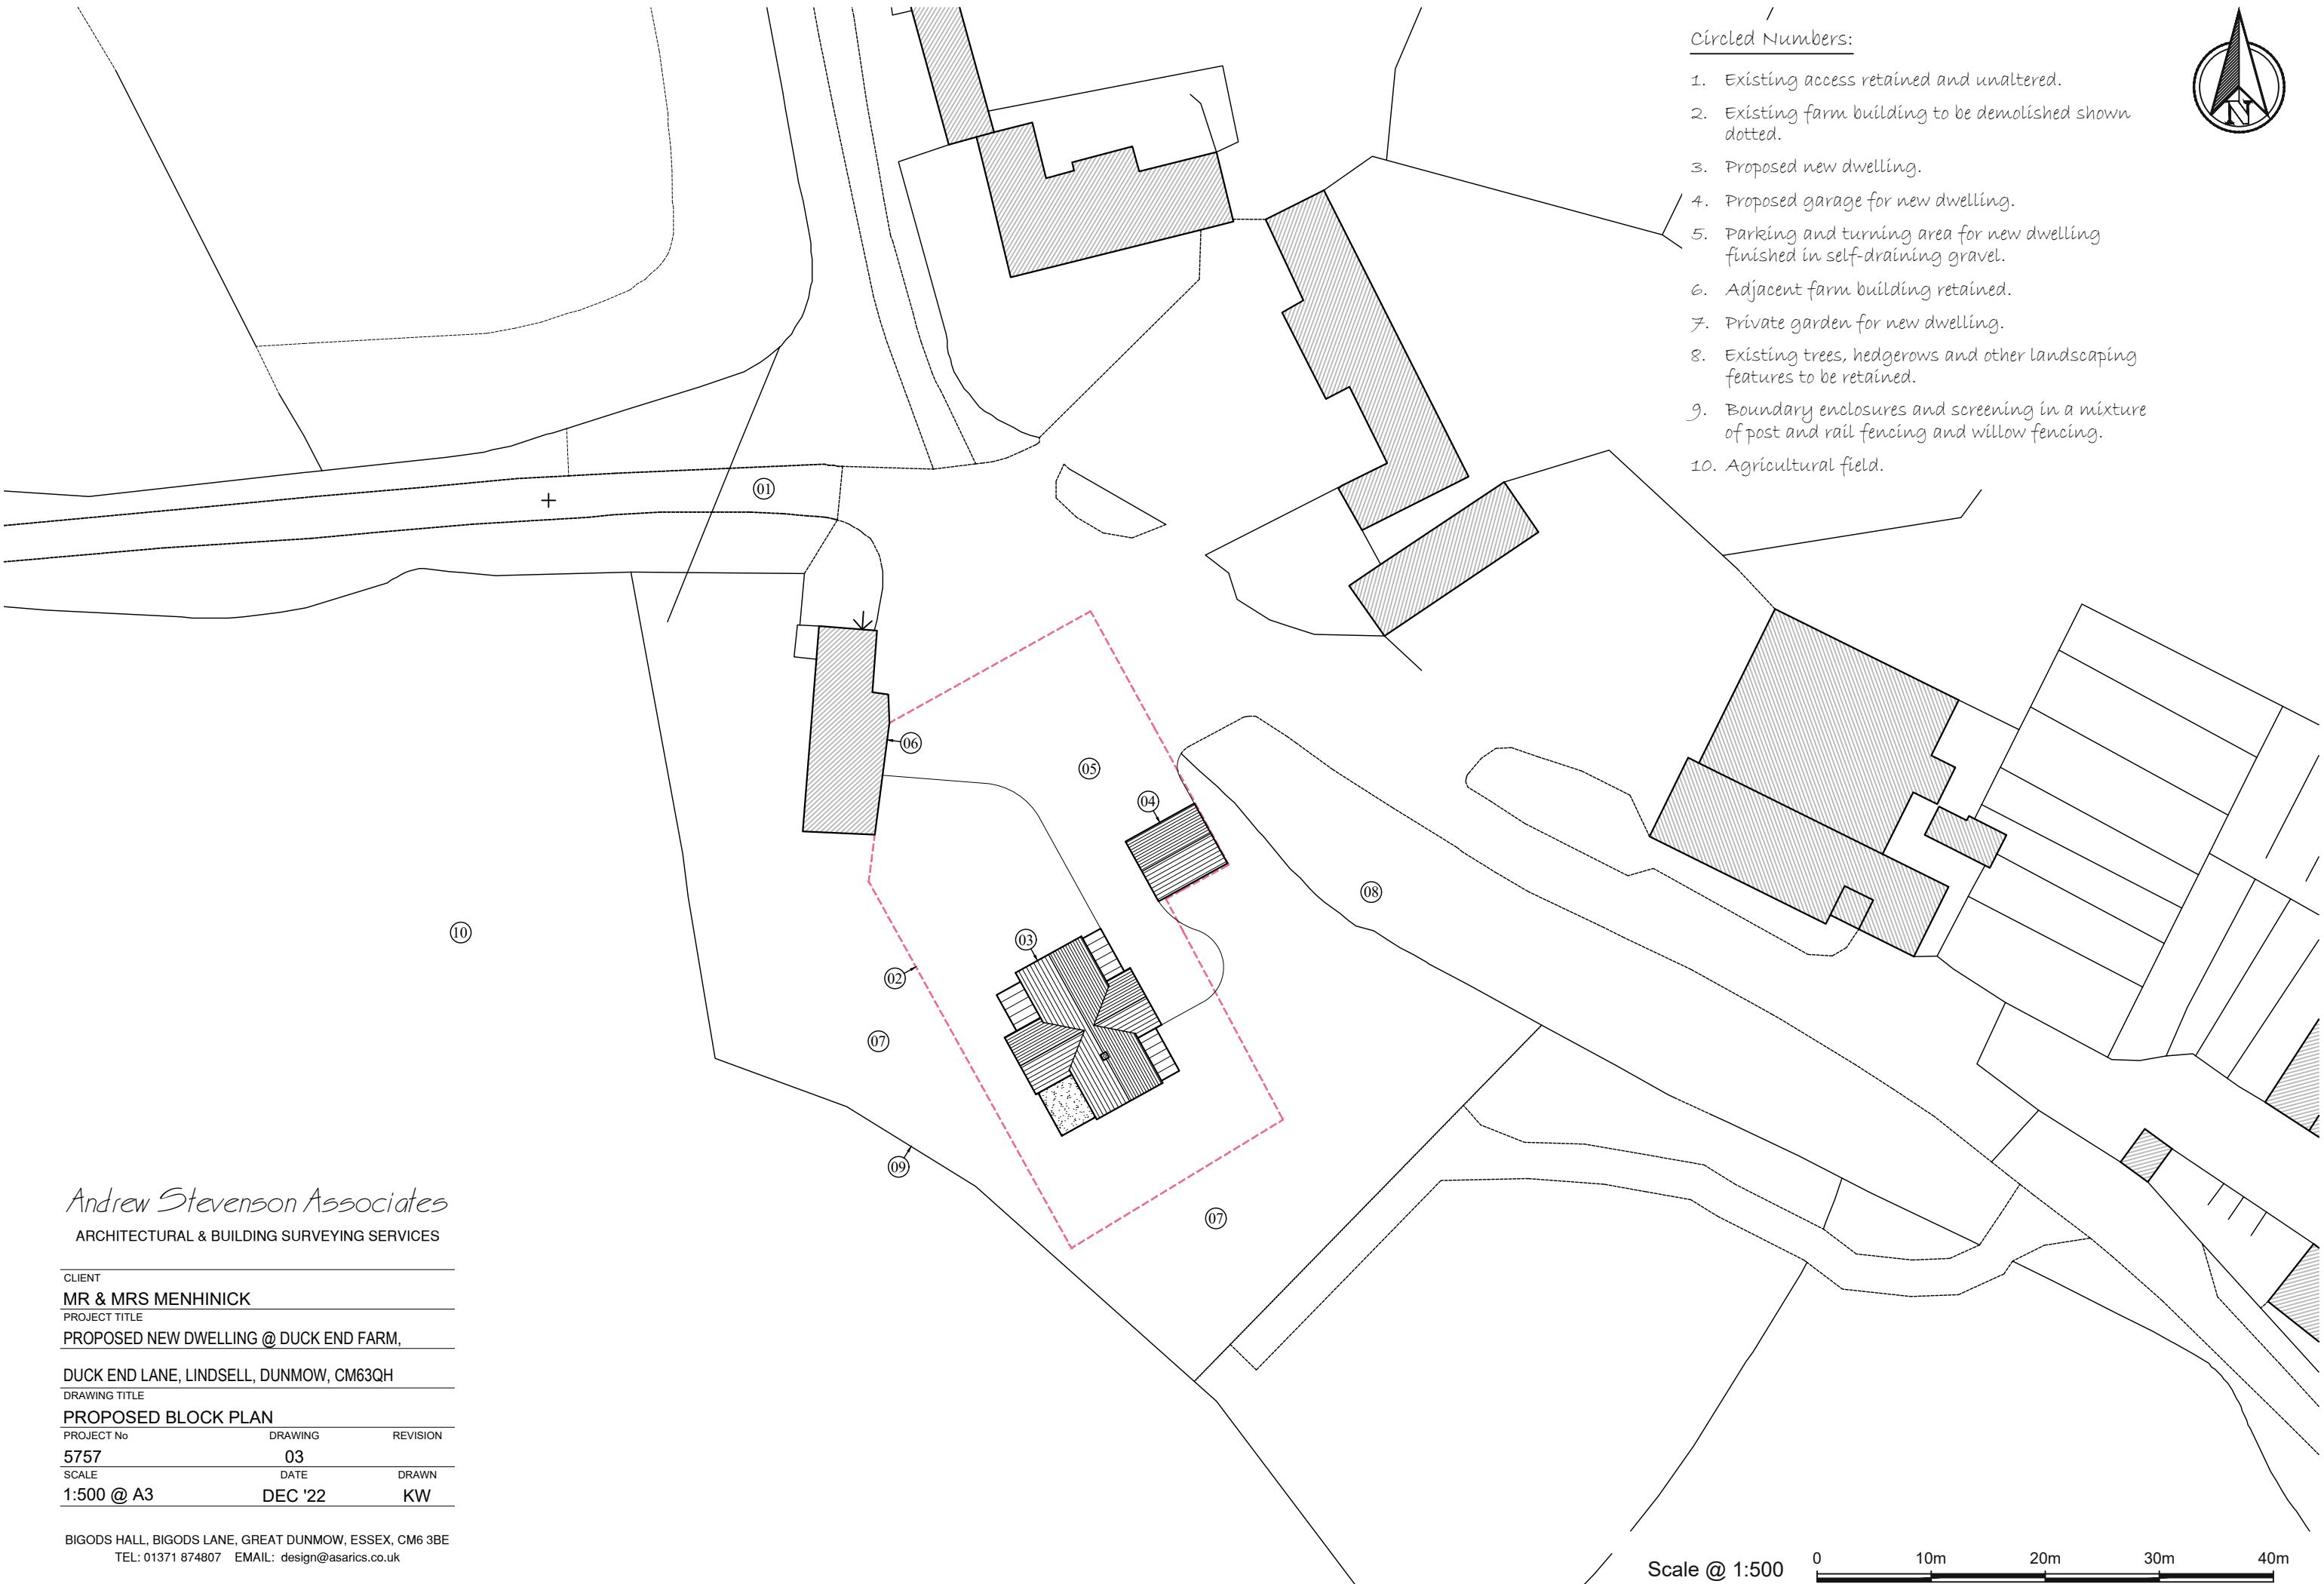 Circled Numbers:
1. Existing access retained and unaltered.
2. Existing farm building to be demolished shown
dotted.
3. Proposed new dwelling.
4. Proposed garage for new dwelling.
5. Parking and turning area for new dwelling
finished in self-draining gravel.
6. Adjacent farm building retained.
7. Private garden for new dwelling.
8. Existing trees, hedgerows and other landscaping
features to be retained.
9. Boundary enclosures and screening in a mixture
of post and rail fencing and willow fencing.
10. Agricultural field.
N
01
06
05
04
08
03
10
02
07
09
07
Andrew Stevenson Associates
ARCHITECTURAL & BUILDING SURVEYING SERVICES
CLIENT
MR & MRS MENHINICK
PROJECT TITLE
PROPOSED NEW DWELLING @ DUCK END FARM,
DUCK END LANE, LINDSELL, DUNMOW, CM63QH
DRAWING TITLE
PROPOSED BLOCK PLAN
PROJECT No DRAWING REVISION
5757 03
SCALE DATE DRAWN
1:500 @ A3 DEC '22 KW
BIGODS HALL, BIGODS LANE, GREAT DUNMOW, ESSEX, CM6 3BE
TEL: 01371 874807 EMAIL: design@asarics.co.uk
Scale @ 1:500 0 10m 20m 30m 40m